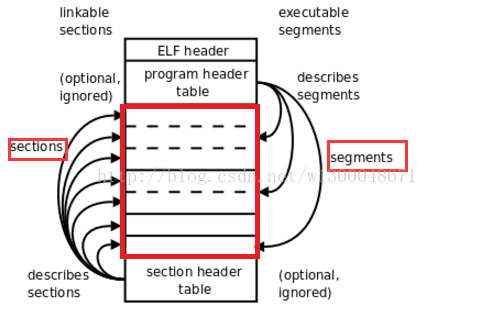 linkable
sections
executable
segments
ELF header
(optional,
ignored)
program header
table
describes
segments
sections
segments
http://blog.csdn.net/w1300048671
describes
sections
section header
table
(optional,
ignored)